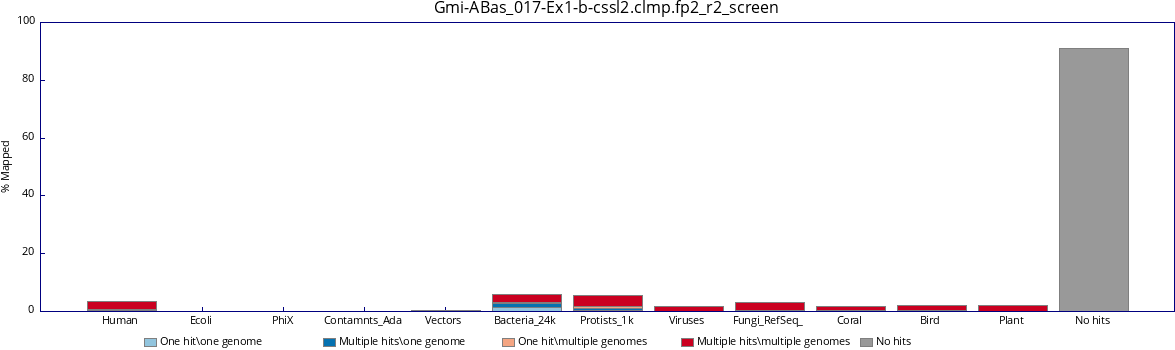 Gmi-ABas_017-Ex1-b-cssl2.clmp.fp2_r2_screen
100
80
60
40
20
0
% Mapped
Human Ecoli PhiX Contamnts_Ada Vectors Bacteria_24k Protists_1k Viruses Fungi_RefSeq_ Coral Bird Plant No hits
One hit\one genome Multiple hits\one genome One hit\multiple genomes Multiple hits\multiple genomes No hits